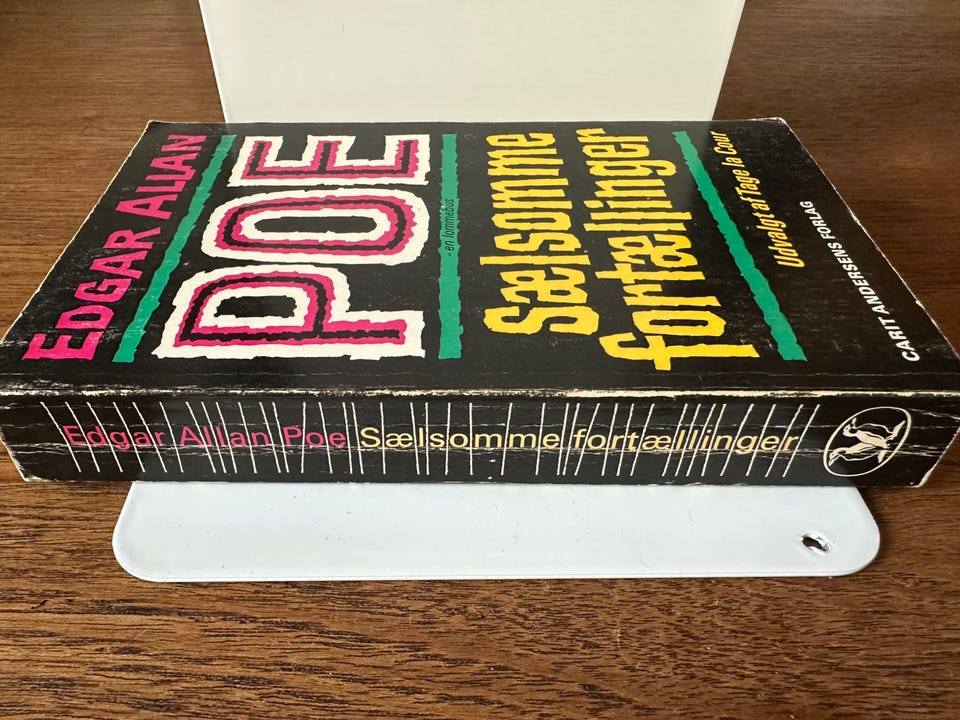 EDGAR ALLAN
POE
- en lommebus
Sælsomme
fortællinger
Udvalgt af Tage la Cour
CARIT ANDERSENS FORLAG
Edgar Allan Poe Sælsomme fortællinger